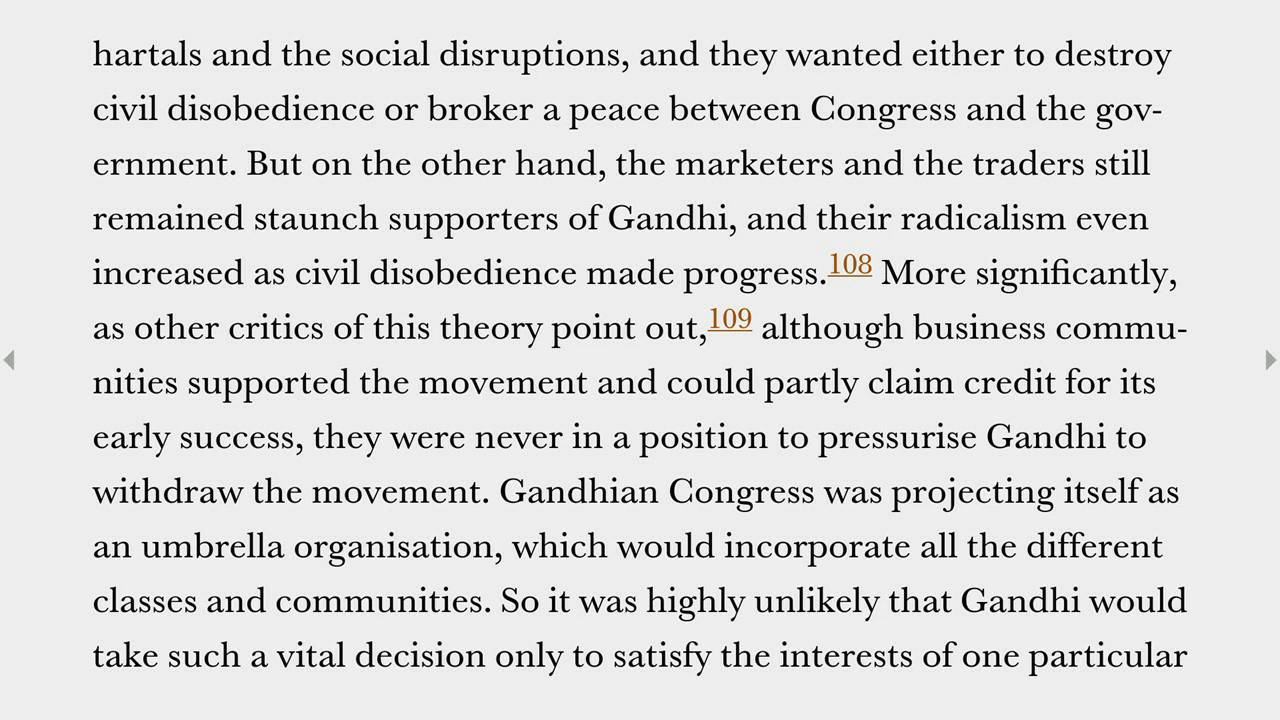 hartals and the social disruptions, and they wanted either to destroy
civil disobedience or broker a peace between Congress and the gov-
ernment. But on the other hand, the marketers and the traders still
remained staunch supporters of Gandhi, and their radicalism even
increased as civil disobedience made progress.108 More significantly,
as other critics of this theory point out,109 although business commu-
nities supported the movement and could partly claim credit for its
early success, they were never in a position to pressurise Gandhi to
withdraw the movement. Gandhian Congress was projecting itself as
an umbrella organisation, which would incorporate all the different
classes and communities. So it was highly unlikely that Gandhi would
take such a vital decision only to satisfy the interests of one particular